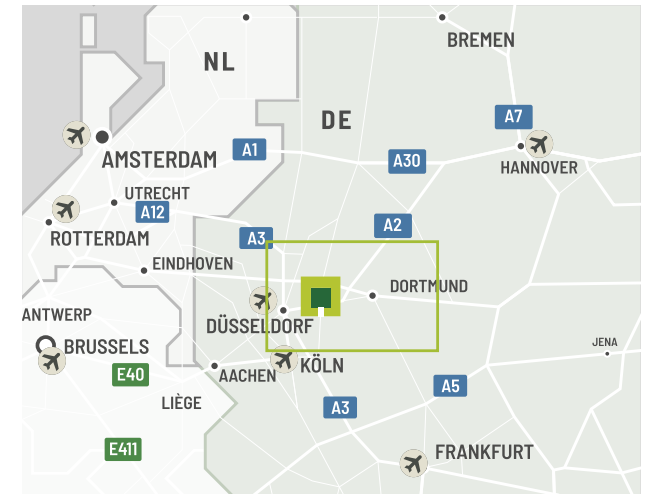 BREMEN
NL
DE
A7
AMSTERDAM
A1
A30
HANNOVER
UTRECHT
A12
A3
A2
ROTTERDAM
EINDHOVEN
DORTMUND
ANTWERP
DÜSSELDORF
BRUSSELS
JENA
KÖLN
E40
AACHEN
A5
LIÈGE
A3
E411
FRANKFURT